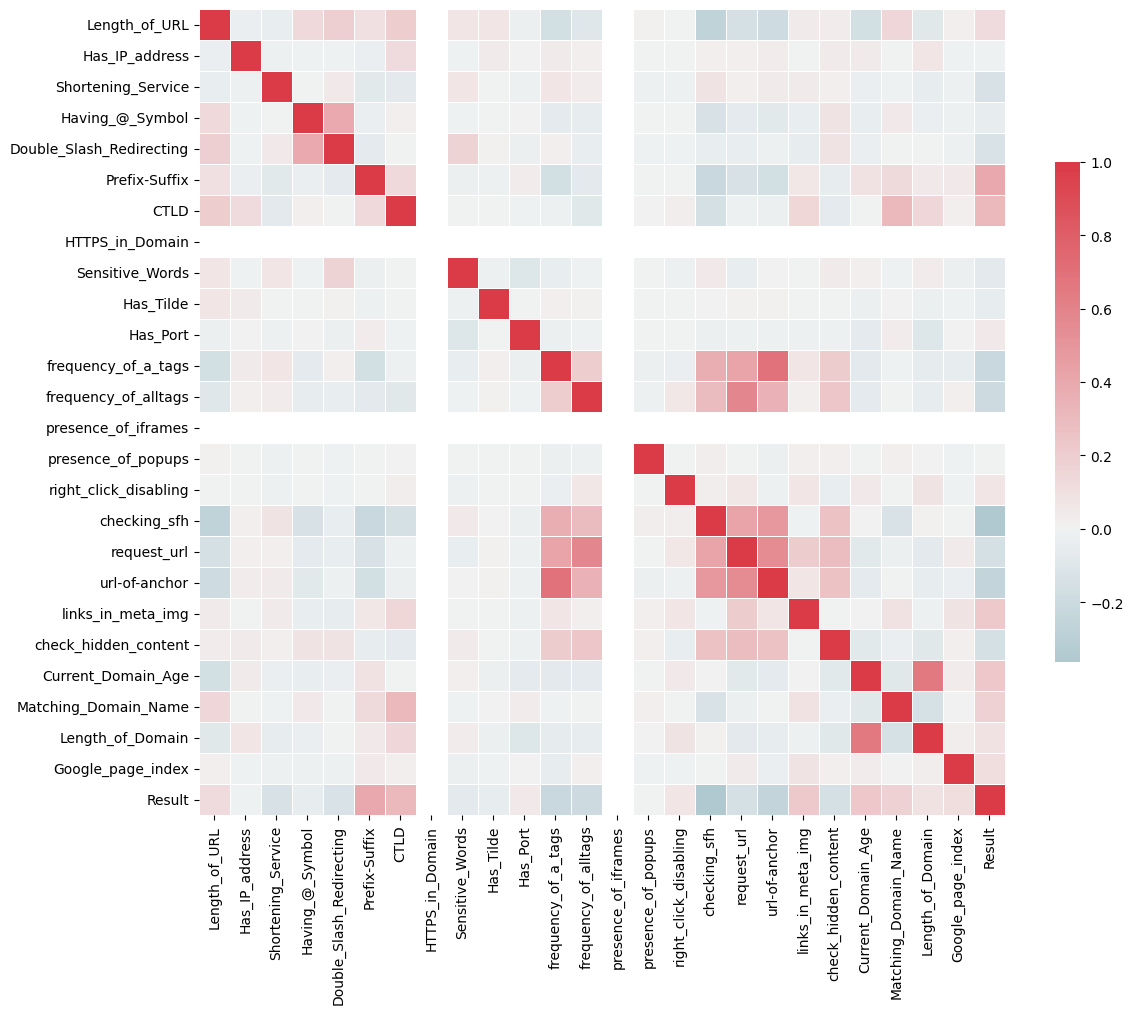 Length_of_URL
Has_IP_address
Shortening_Service
Having_@_Symbol
Double_Slash_Redirecting
Prefix-Suffix
CTLD
HTTPS_in_Domain
Sensitive_Words
Has_Tilde
Has_Port
frequency_of_a_tags
frequency_of_alltags
presence_of_iframes
presence_of_popups
right_click_disabling
checking_sfh
request_url
url-of-anchor
links_in_meta_img
check_hidden_content
Current_Domain_Age
Matching_Domain_Name
Length_of_Domain
Google_page_index
Result
Length_of_URL
Has_IP_address
Shortening_Service
Having_@_Symbol
Double_Slash_Redirecting
Prefix-Suffix
CTLD
HTTPS_in_Domain
Sensitive_Words
Has_Tilde
Has_Port
frequency_of_a_tags
frequency_of_alltags
presence_of_iframes
presence_of_popups
right_click_disabling
checking_sfh
request_url
url-of-anchor
links_in_meta_img
check_hidden_content
Current_Domain_Age
Matching_Domain_Name
Length_of_Domain
Google_page_index
Result
1.0
0.8
0.6
0.4
0.2
0.0
−0.2